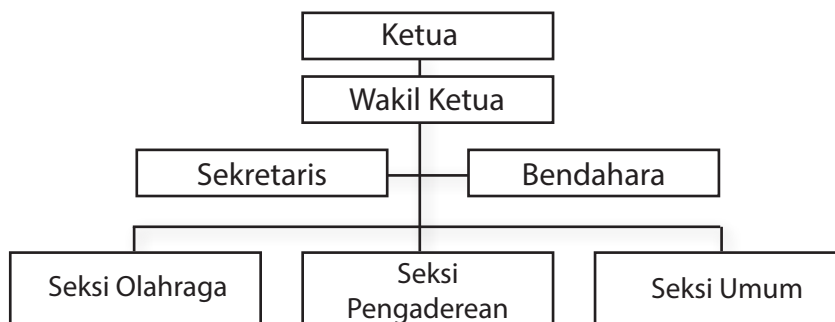 Ketua
Wakil Ketua
Sekretaris
Bendahara
Seksi Olahraga
Seksi
Pengaderean
Seksi Umum